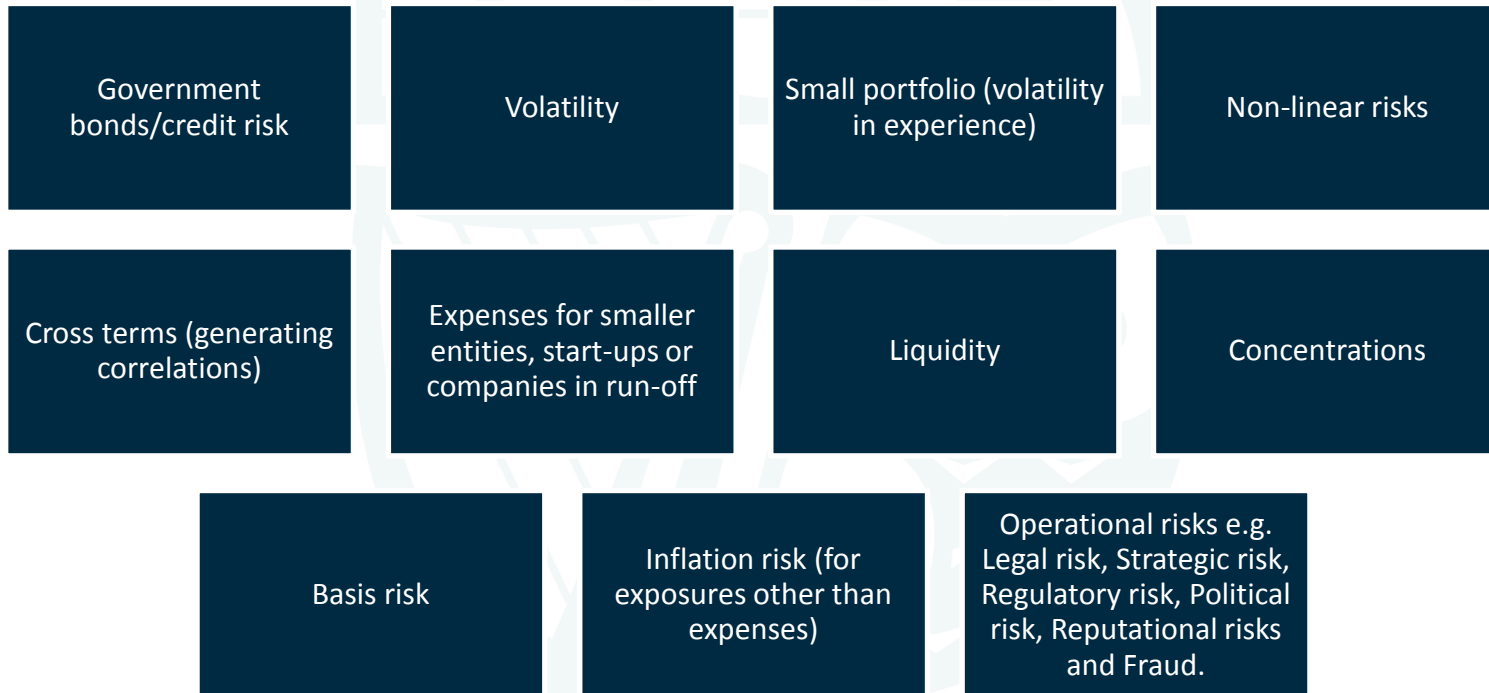 Government
bonds/credit risk
Volatility
Small portfolio (volatility
in experience)
Non-linear risks
Cross terms (generating
correlations)
Expenses for smaller
entities, start-ups or
companies in run-off
Liquidity
Concentrations
Basis risk
Inflation risk (for
exposures other than
expenses)
Operational risks e.g.
Legal risk, Strategic risk,
Regulatory risk, Political
risk, Reputational risks
and Fraud.